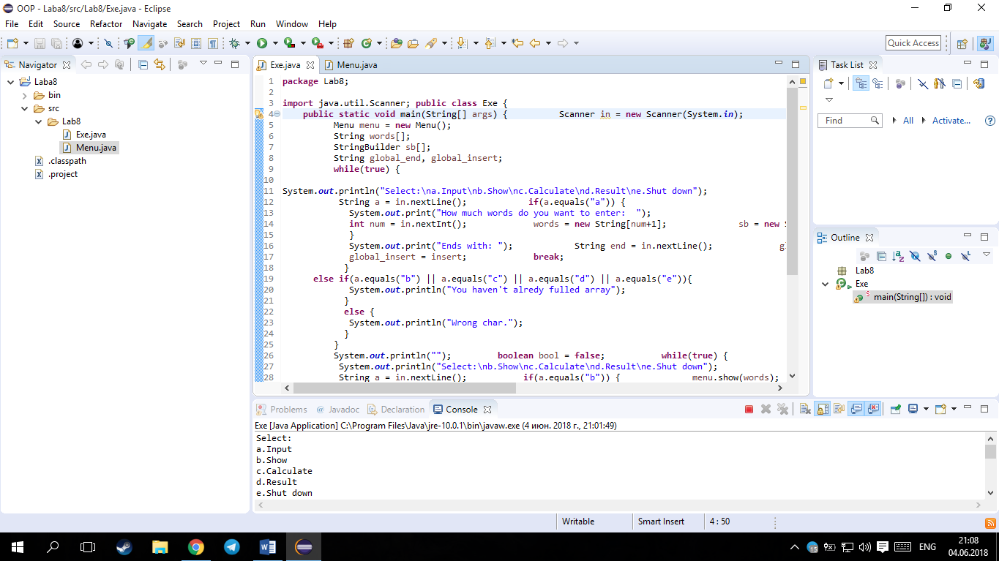 OOP - Laba8/src/Lab8/Exe.java - Eclipse
File Edit Source Refactor Navigate Search Project Run Window Help
Quick Access
Navigator
Laba8
bin
src
Lab8
Exe.java
Menu.java
.classpath
.project
Exe.java Menu.java
1 package Lab8;
2
3 import java.util.Scanner; public class Exe {
4 public static void main(String[] args) { Scanner in = new Scanner(System.in);
5 Menu menu = new Menu();
6 String words[];
7 StringBuilder sb[];
8 String global_end, global_insert;
9 while(true) {
10
11 System.out.println("Select:\na.Input\nb.Show\nc.Calculate\nd.Result\ne.Shut down");
12 String a = in.nextLine(); if(a.equals("a")) {
13 System.out.print("How much words do you want to enter:  ");
14 int num = in.nextInt(); words = new String[num+1]; sb = new S
15 }
16 System.out.print("Ends with: "); String end = in.nextLine(); gl
17 global_insert = insert; break;
18 }
19 else if(a.equals("b") || a.equals("c") || a.equals("d") || a.equals("e")){
20 System.out.println("You haven't alredy fulled array");
21 }
22 else {
23 System.out.println("Wrong char.");
24 }
25 }
26 System.out.println(""); boolean bool = false; while(true) {
27 System.out.println("Select:\nb.Show\nc.Calculate\nd.Result\ne.Shut down");
28 String a = in.nextLine(); if(a.equals("b")) { menu.show(words);
Task List
Find All Activate...
Outline
Lab8
Exe
main(String[]) : void
Problems Javadoc Declaration Console
Exe [Java Application] C:\Program Files\Java\jre-10.0.1\bin\javaw.exe (4 июн. 2018 г., 21:01:49)
Select:
a.Input
b.Show
c.Calculate
d.Result
e.Shut down
Writable Smart Insert 4 : 50
15 ENG 21:08
04.06.2018